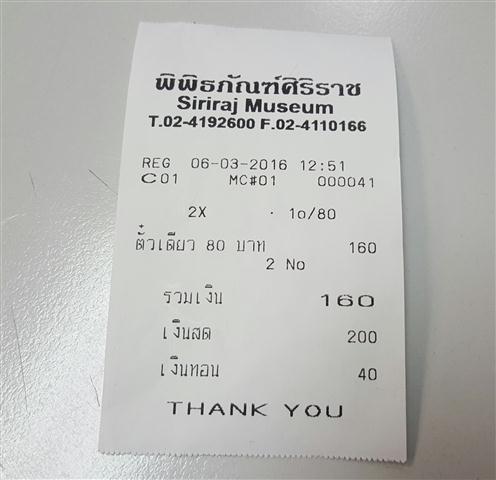 พิพิธภัณฑ์ศิริราช
Siriraj Museum
T.02-4192600 F.02-4110166
REG 06-03-2016 12:51
C01 MC#01 000041
2X · 1o/80
ตั๋วเดียว 80 บาท 160
2 No
รวมเงิน 160
เงินสด 200
เงินทอน 40
THANK YOU